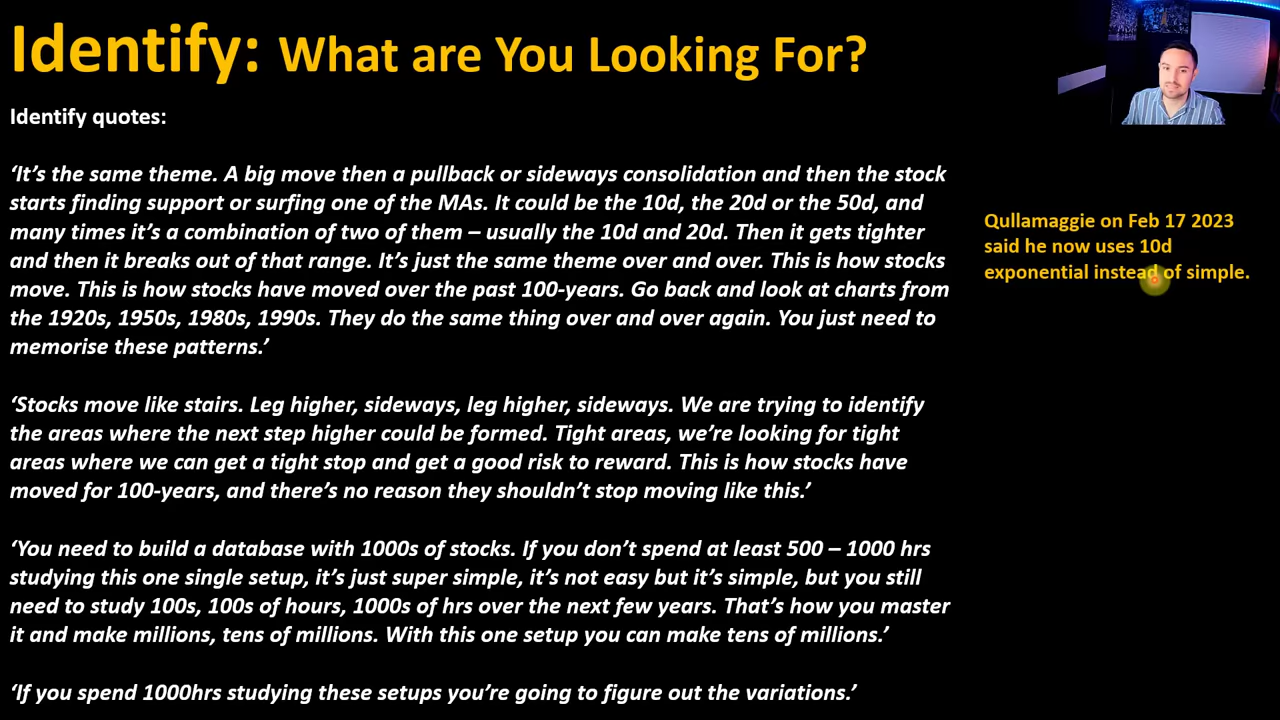 Identify: What are You Looking For?
Identify quotes:
‘It’s the same theme. A big move then a pullback or sideways consolidation and then the stock
starts finding support or surfing one of the MAs. It could be the 10d, the 20d or the 50d, and
many times it’s a combination of two of them – usually the 10d and 20d. Then it gets tighter
and then it breaks out of that range. It’s just the same theme over and over. This is how stocks
move. This is how stocks have moved over the past 100-years. Go back and look at charts from
the 1920s, 1950s, 1980s, 1990s. They do the same thing over and over again. You just need to
memorise these patterns.’
‘Stocks move like stairs. Leg higher, sideways, leg higher, sideways. We are trying to identify
the areas where the next step higher could be formed. Tight areas, we’re looking for tight
areas where we can get a tight stop and get a good risk to reward. This is how stocks have
moved for 100-years, and there’s no reason they shouldn’t stop moving like this.’
‘You need to build a database with 1000s of stocks. If you don’t spend at least 500 – 1000 hrs
studying this one single setup, it’s just super simple, it’s not easy but it’s simple, but you still
need to study 100s, 100s of hours, 1000s of hrs over the next few years. That’s how you master
it and make millions, tens of millions. With this one setup you can make tens of millions.’
‘If you spend 1000hrs studying these setups you’re going to figure out the variations.’
Qullamaggie on Feb 17 2023
said he now uses 10d
exponential instead of simple.